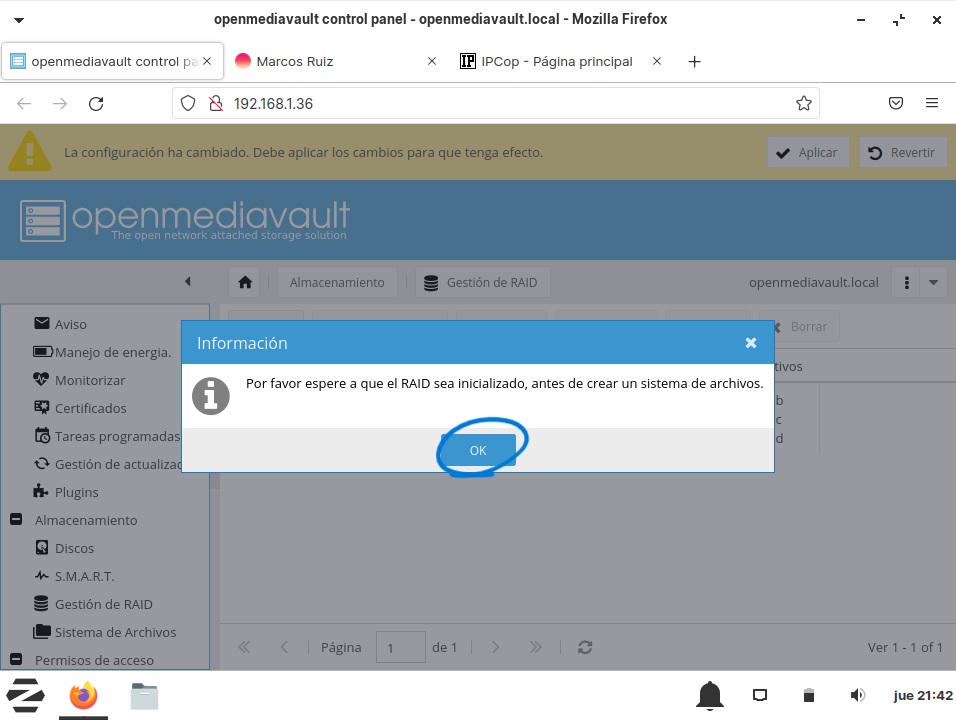 openmediavault control panel - openmediavault.local - Mozilla Firefox
openmediavault control pa
Marcos Ruiz
IP IPCop - Página principal
192.168.1.36
La configuración ha cambiado. Debe aplicar los cambios para que tenga efecto.
Aplicar
Revertir
openmediavault
The open network attached storage solution
Almacenamiento
Gestión de RAID
openmediavault.local
Aviso
Manejo de energia.
Monitorizar
Certificados
Tareas programadas
Gestión de actualizac
Plugins
Almacenamiento
Discos
S.M.A.R.T.
Gestión de RAID
Sistema de Archivos
Permisos de acceso
Borrar
tivos
b
c
d
Información
Por favor espere a que el RAID sea inicializado, antes de crear un sistema de archivos.
OK
Página 1 de 1
Ver 1 - 1 of 1
jue 21:42